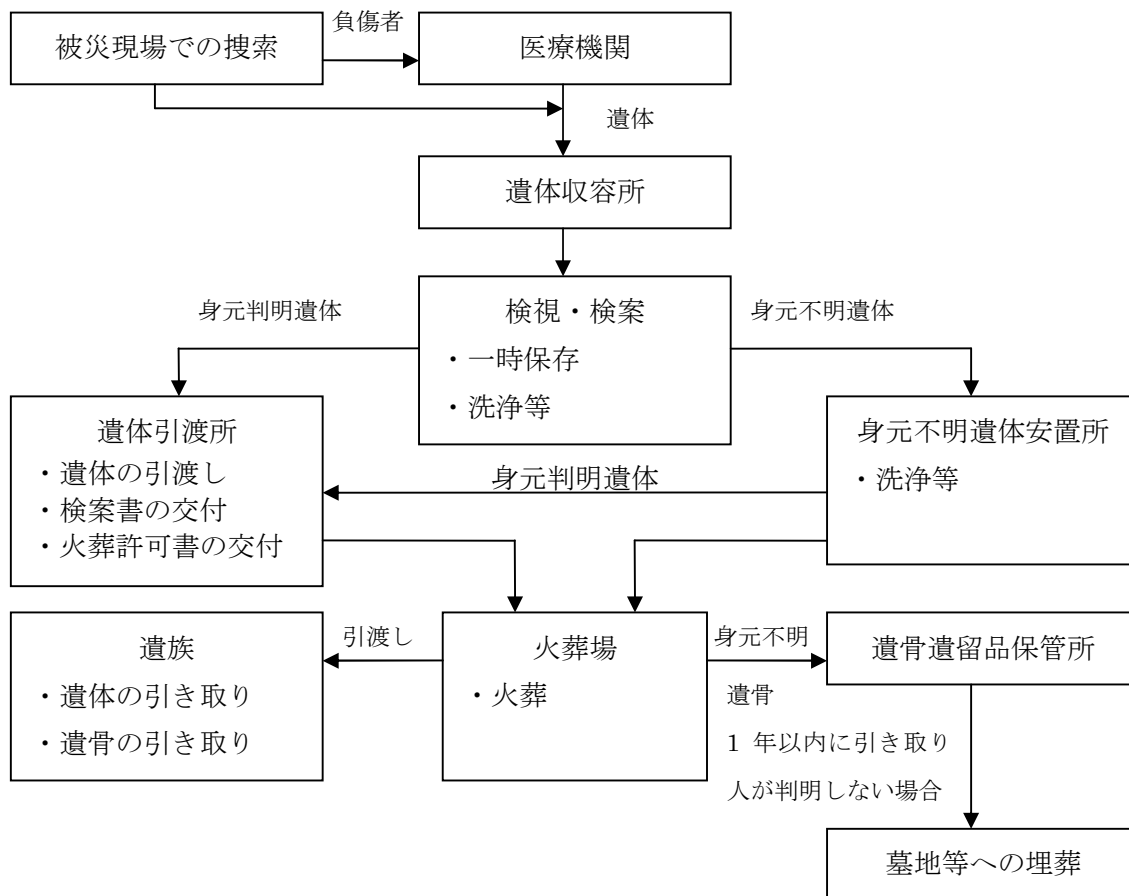 被災現場での捜索
負傷者
医療機関
遺体
遺体収容所
身元判明遺体
検視・検案
・一時保存
・洗浄等
身元不明遺体
遺体引渡所
・遺体の引渡し
・検案書の交付
・火葬許可書の交付
身元判明遺体
身元不明遺体安置所
・洗浄等
遺族
・遺体の引き取り
・遺骨の引き取り
引渡し
火葬場
・火葬
身元不明
遺骨
遺骨遺留品保管所
1 年以内に引き取り
人が判明しない場合
墓地等への埋葬